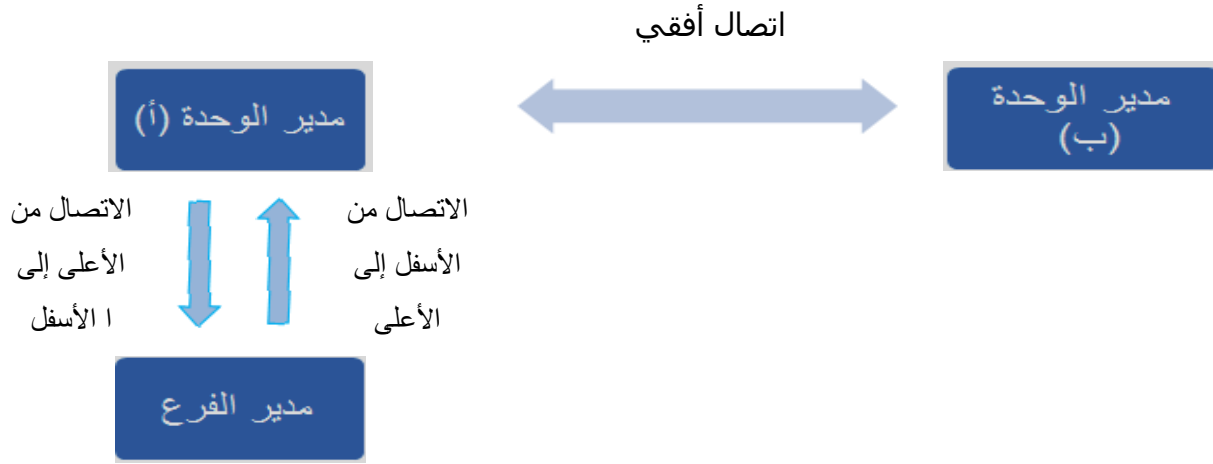 اتصال أفقي
مدير الوحدة
(ب)
مدير الوحدة (أ)
الاتصال من
الأسفل إلى
الأعلى
الاتصال من
الأعلى إلى
ا الأسفل
مدير الفرع